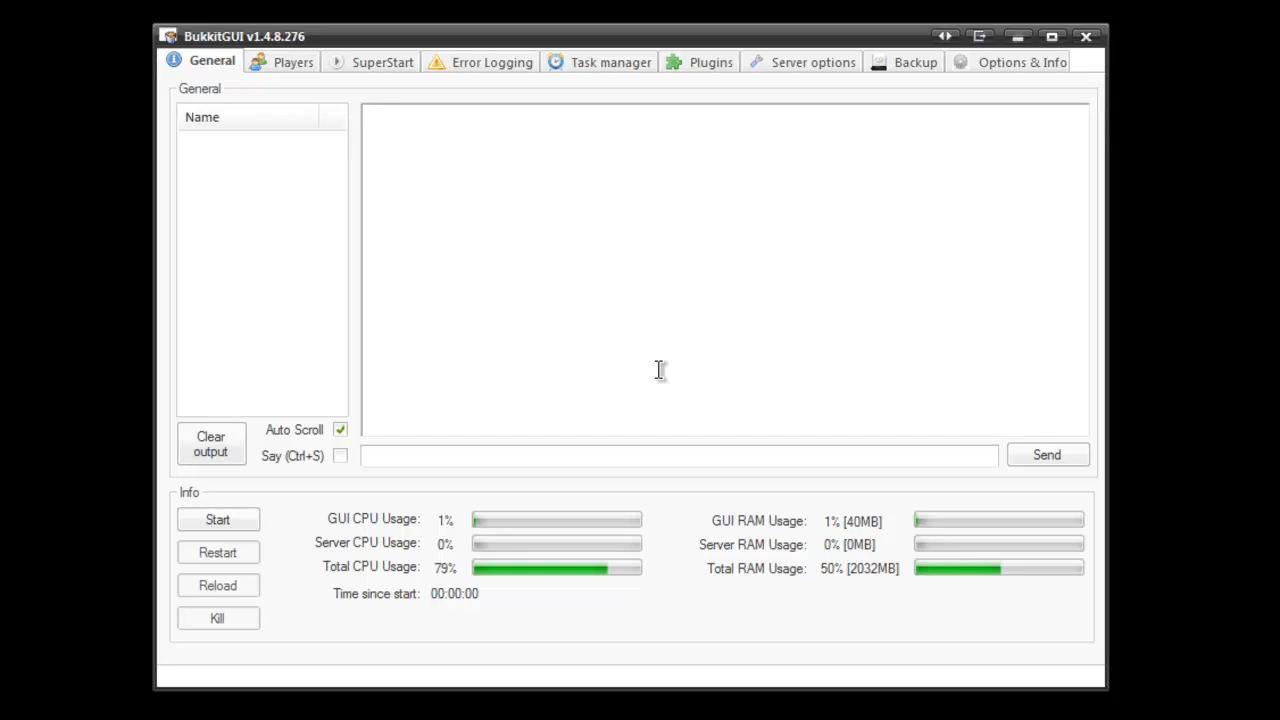 BukkitGUI v1.4.8.276
General Players SuperStart Error Logging Task manager Plugins Server options Backup Options & Info
General
Name
Clear output
Auto Scroll
Say (Ctrl+S)
Send
Info
Start
Restart
Reload
Kill
GUI CPU Usage: 1%
Server CPU Usage: 0%
Total CPU Usage: 79%
Time since start: 00:00:00
GUI RAM Usage: 1% [40MB]
Server RAM Usage: 0% [0MB]
Total RAM Usage: 50% [2032MB]